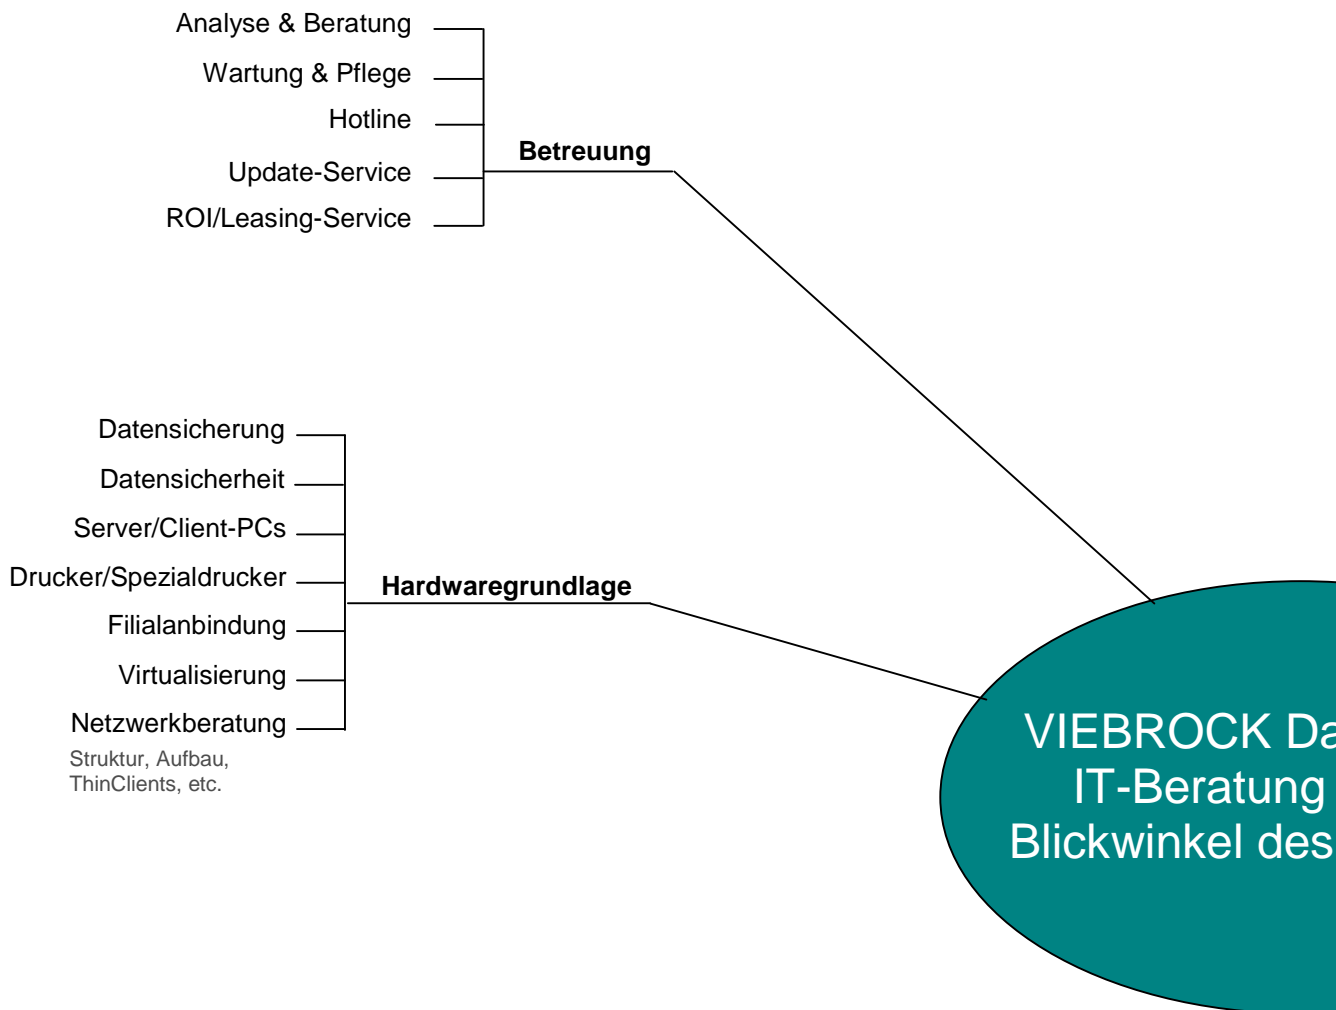 Analyse & Beratung
Wartung & Pflege
Hotline
Update-Service
ROI/Leasing-Service
Betreuung
Datensicherung
Datensicherheit
Server/Client-PCs
Drucker/Spezialdrucker
Filialanbindung
Virtualisierung
Netzwerkberatung
Struktur, Aufbau,
ThinClients, etc.
Hardwaregrundlage
VIEBROCK Da
IT-Beratung
Blickwinkel des